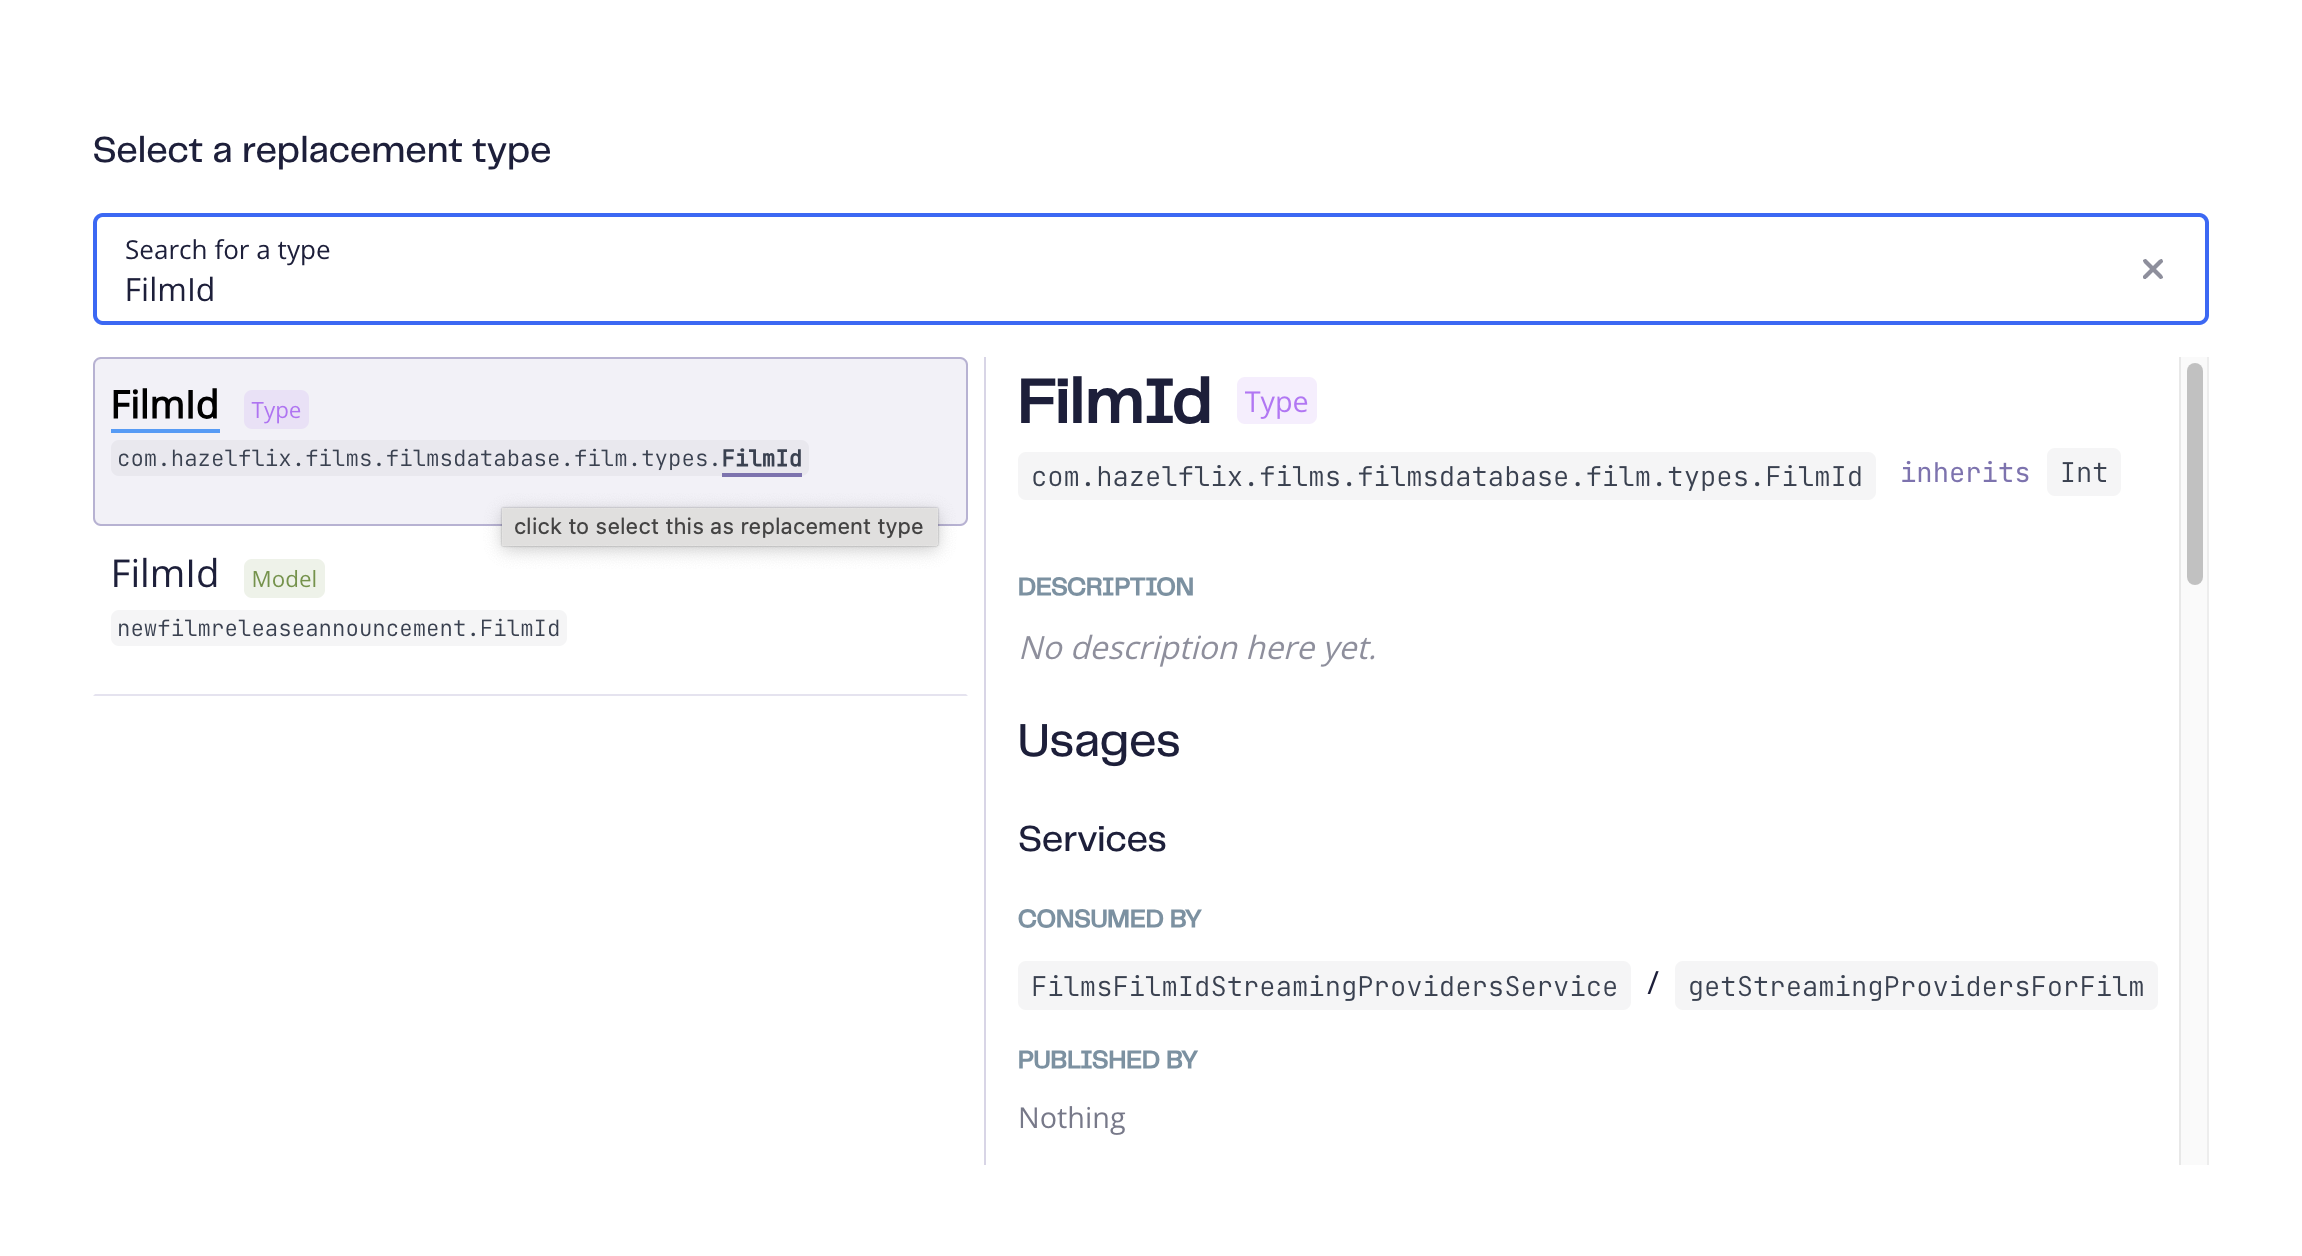 Select a replacement type
Search for a type
FilmId
FilmId Type
com.hazelflix.films.filmsdatabase.film.types.FilmId
click to select this as replacement type
FilmId Model
newfilmreleaseannouncement.FilmId
FilmId Type
com.hazelflix.films.filmsdatabase.film.types.FilmId inherits Int
DESCRIPTION
No description here yet.
Usages
Services
CONSUMED BY
FilmsFilmIdStreamingProvidersService / getStreamingProvidersForFilm
PUBLISHED BY
Nothing